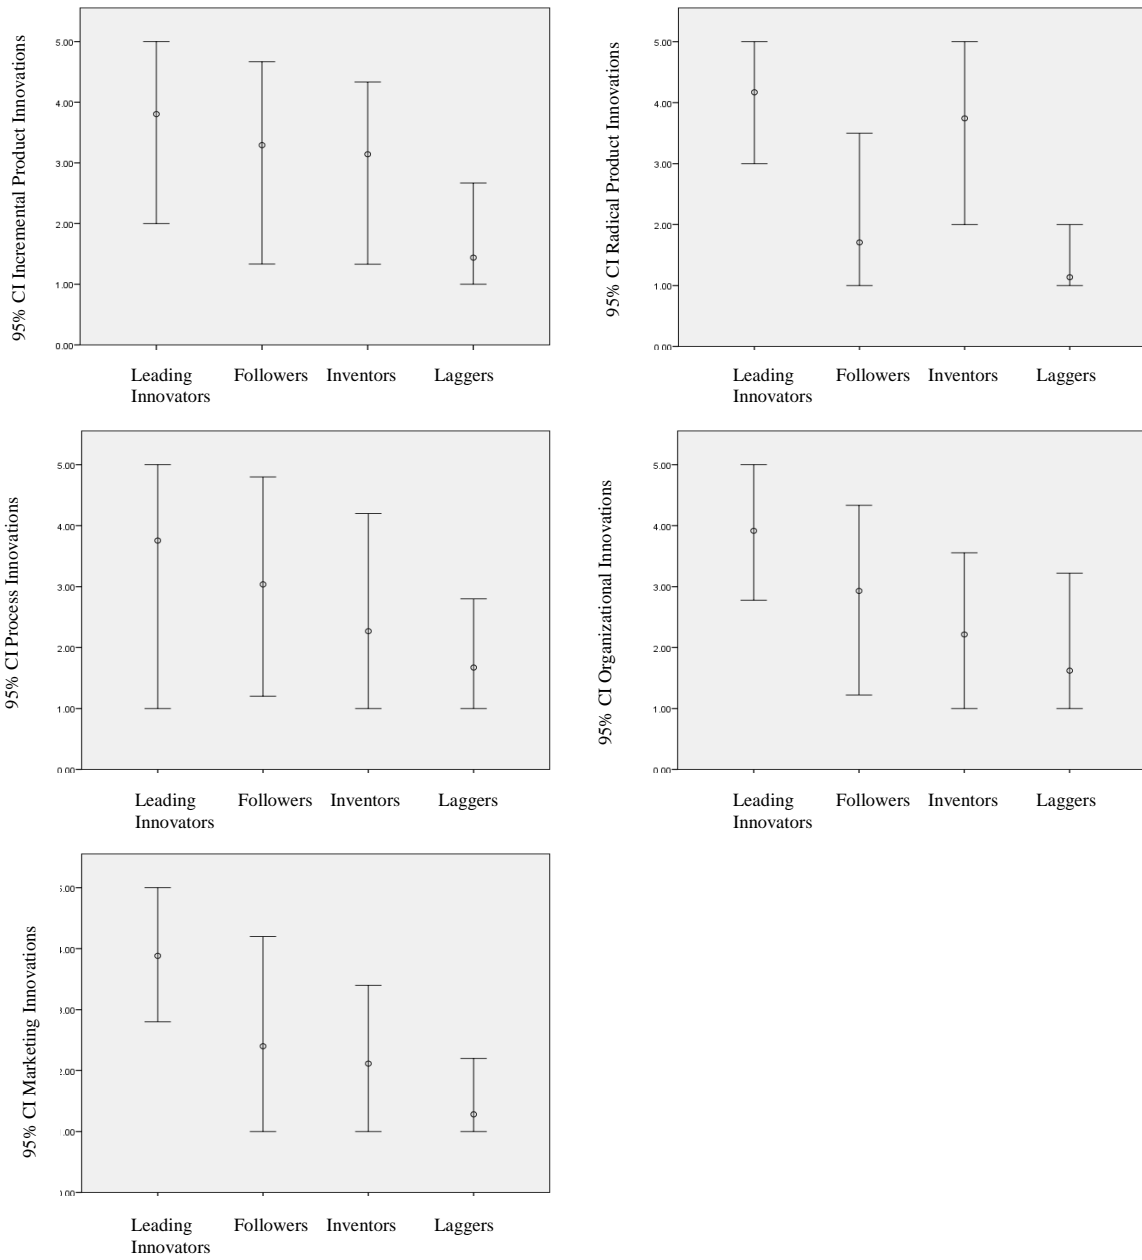 95% CI Incremental Product Innovations
5.00
4.00
3.00
2.00
1.00
0.00
Leading Followers Inventors Laggers
Innovators
95% CI Radical Product Innovations
5.00
4.00
3.00
2.00
1.00
0.00
Leading Followers Inventors Laggers
Innovators
95% CI Process Innovations
5.00
4.00
3.00
2.00
1.00
0.00
Leading Followers Inventors Laggers
Innovators
95% CI Organizational Innovations
5.00
4.00
3.00
2.00
1.00
0.00
Leading Followers Inventors Laggers
Innovators
95% CI Marketing Innovations
Leading Followers Inventors Laggers
Innovators